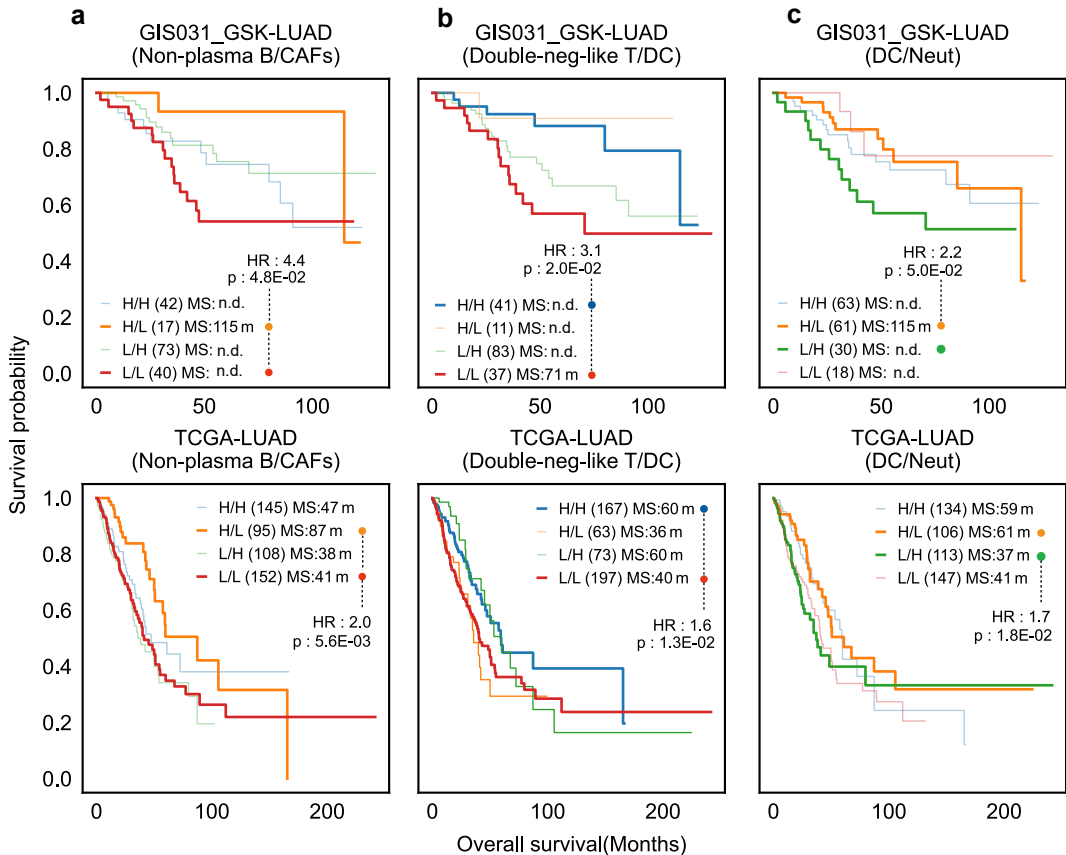 a
GIS031_GSK-LUAD
(Non-plasma B/CAFs)
1.0
0.8
0.6
0.4
0.2
0.0
HR : 4.4
p : 4.8E-02
H/H (42) MS: n.d.
H/L (17) MS:115 m
L/H (73) MS: n.d.
L/L (40) MS: n.d.
0 50 100
b
GIS031_GSK-LUAD
(Double-neg-like T/DC)
HR : 3.1
p : 2.0E-02
H/H (41) MS: n.d.
H/L (11) MS: n.d.
L/H (83) MS: n.d.
L/L (37) MS:71 m
0 50 100
c
GIS031_GSK-LUAD
(DC/Neut)
HR : 2.2
p : 5.0E-02
H/H (63) MS: n.d.
H/L (61) MS:115 m
L/H (30) MS: n.d.
L/L (18) MS: n.d.
0 50 100
Survival probability
TCGA-LUAD
(Non-plasma B/CAFs)
1.0
0.8
0.6
0.4
0.2
0.0
H/H (145) MS:47 m
H/L (95) MS:87 m
L/H (108) MS:38 m
L/L (152) MS:41 m
HR : 2.0
p : 5.6E-03
0 100 200
TCGA-LUAD
(Double-neg-like T/DC)
H/H (167) MS:60 m
H/L (63) MS:36 m
L/H (73) MS:60 m
L/L (197) MS:40 m
HR : 1.6
p : 1.3E-02
0 100 200
TCGA-LUAD
(DC/Neut)
H/H (134) MS:59 m
H/L (106) MS:61 m
L/H (113) MS:37 m
L/L (147) MS:41 m
HR : 1.7
p : 1.8E-02
0 100 200
Overall survival(Months)